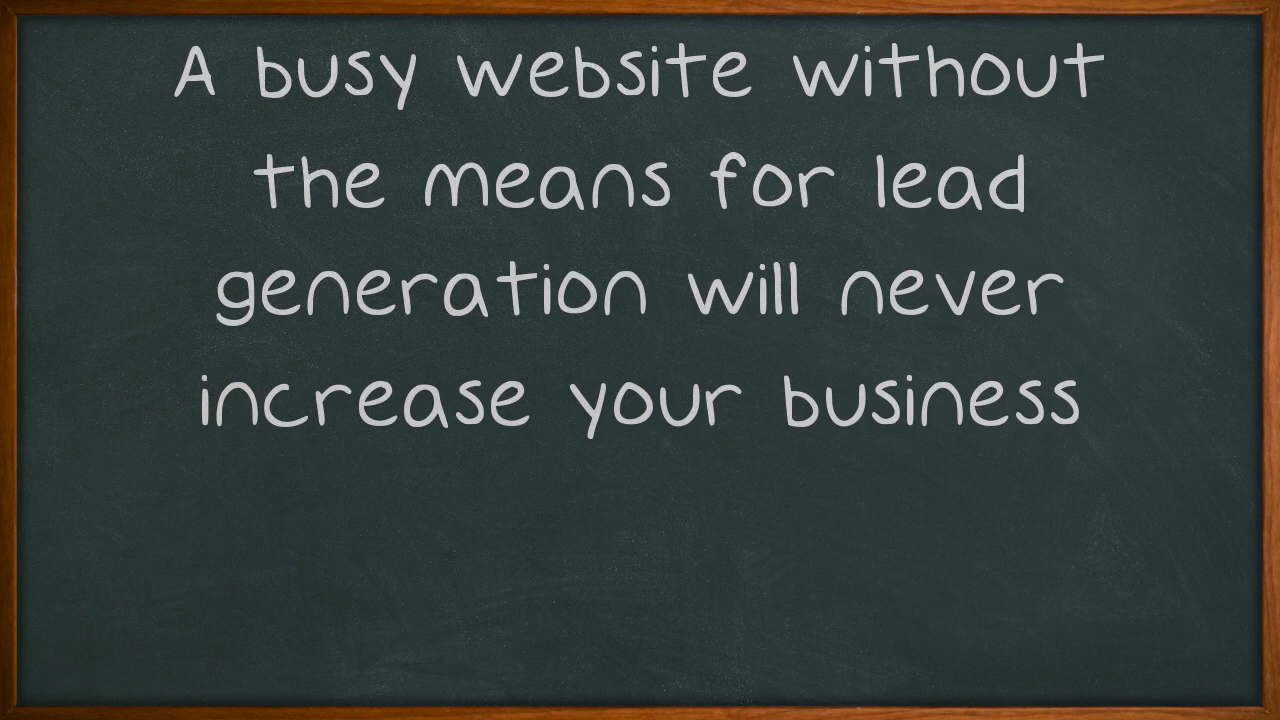 A busy website without
the means for lead
generation will never
increase your business